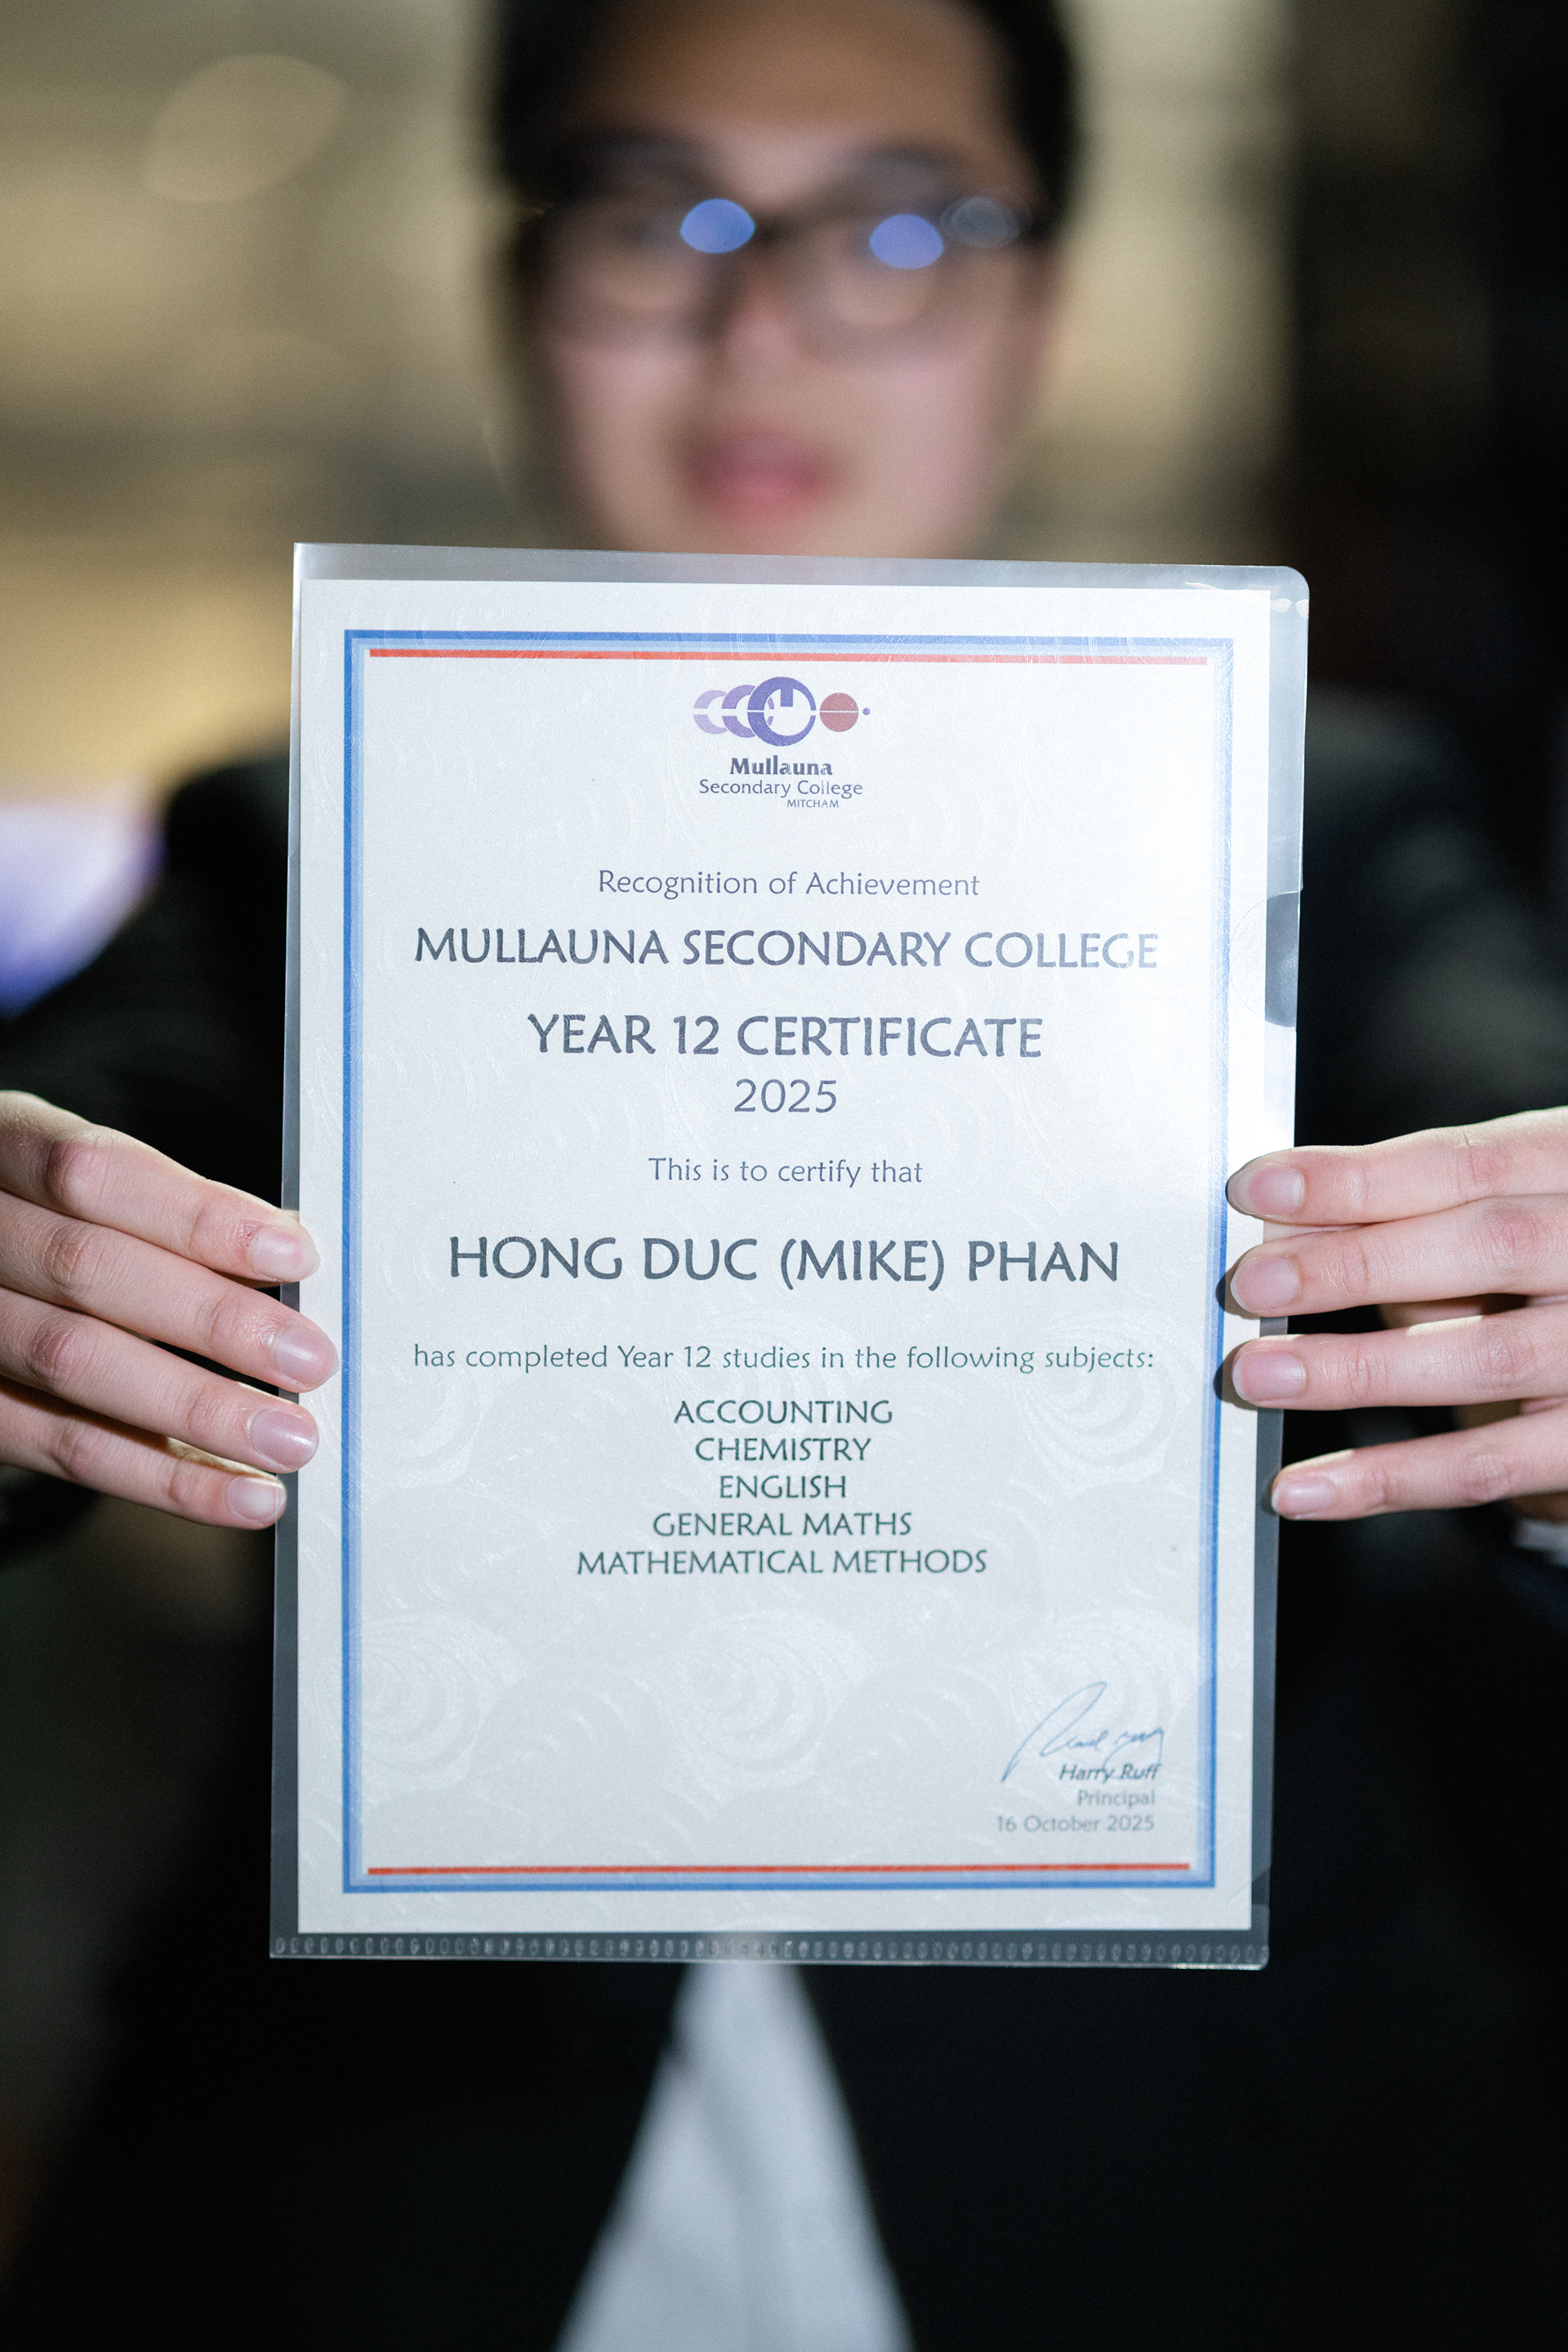 Mullauna
Secondary College
MITCHAM
Recognition of Achievement
MULLAUNA SECONDARY COLLEGE
YEAR 12 CERTIFICATE
2025
This is to certify that
HONG DUC (MIKE) PHAN
has completed Year 12 studies in the following subjects:
ACCOUNTING
CHEMISTRY
ENGLISH
GENERAL MATHS
MATHEMATICAL METHODS
Harry Ruff
Principal
16 October 2025